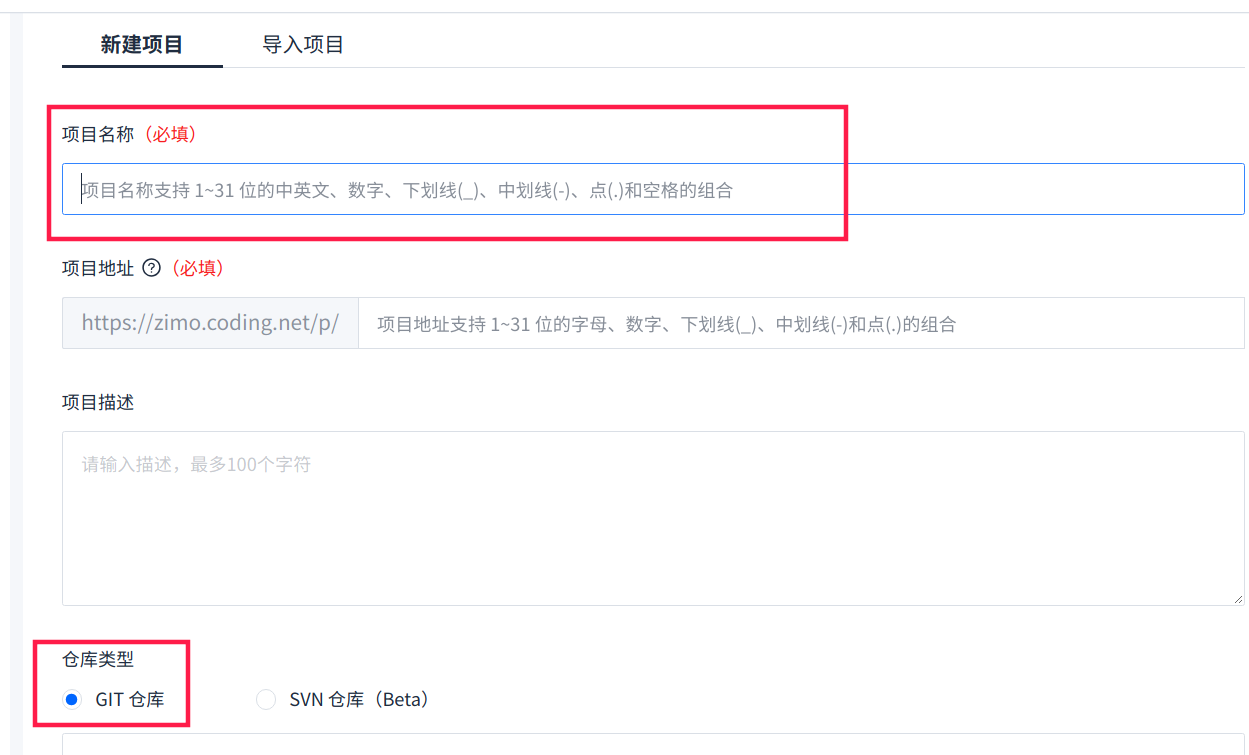 新建项目 导入项目
项目名称（必填）
项目名称支持 1~31 位的中英文、数字、下划线(_)、中划线(-)、点(.)和空格的组合
项目地址 ?（必填）
https://zimo.coding.net/p/ 项目地址支持 1~31 位的字母、数字、下划线(_)、中划线(-)和点(.)的组合
项目描述
请输入描述，最多100个字符
仓库类型
GIT 仓库 SVN 仓库（Beta）